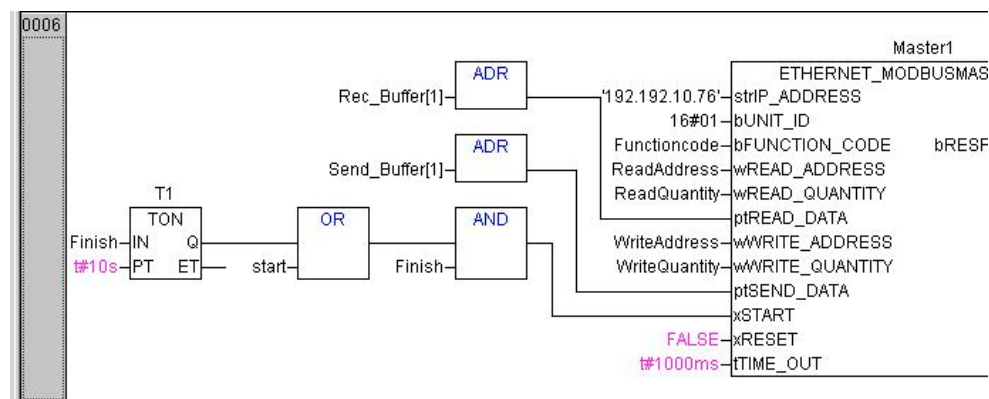 0006
Master1
ADR
ETHERNET_MODBUSMAS
Rec_Buffer[1]
'192.192.10.76'
strIP_ADDRESS
16#01
bUNIT_ID
ADR
Functioncode
bFUNCTION_CODE
bRESF
Send_Buffer[1]
ReadAddress
wREAD_ADDRESS
ReadQuantity
wREAD_QUANTITY
T1
TON
OR
AND
ptREAD_DATA
Finish
IN
Q
WriteAddress
wWRITE_ADDRESS
t#10s
PT
ET
start
Finish
WriteQuantity
wWRITE_QUANTITY
ptSEND_DATA
xSTART
FALSE
xRESET
t#1000ms
tTIME_OUT